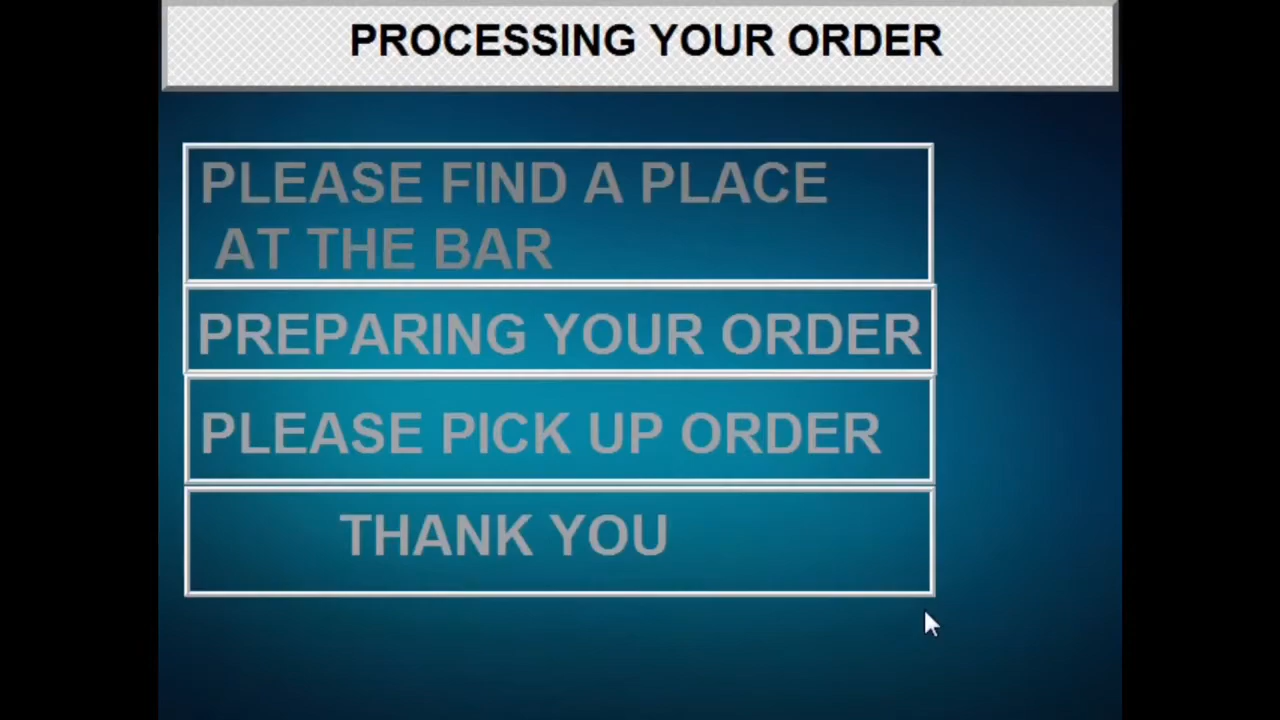 PROCESSING YOUR ORDER
PLEASE FIND A PLACE
AT THE BAR
PREPARING YOUR ORDER
PLEASE PICK UP ORDER
THANK YOU